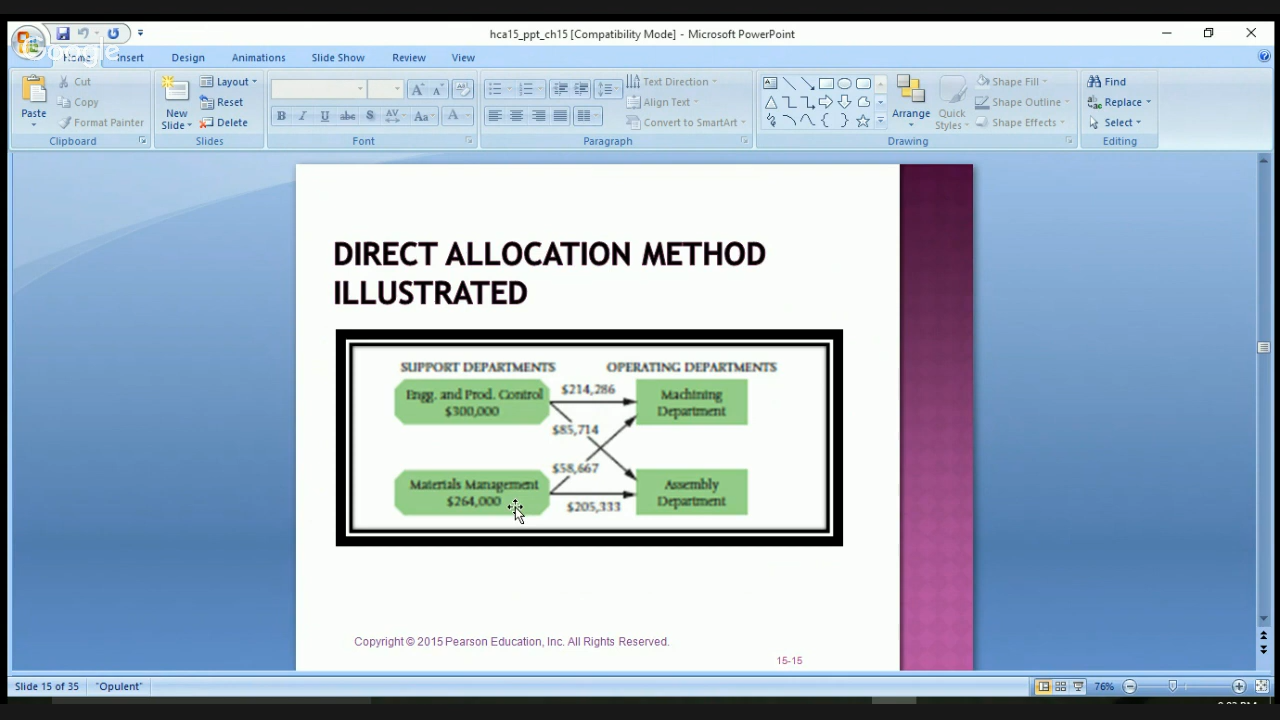 hca15_ppt_ch15 [Compatibility Mode] - Microsoft PowerPoint
Google
Home Insert Design Animations Slide Show Review View
Paste
Cut
Copy
Format Painter
Clipboard
New
Slide
Layout
Reset
Delete
Slides
B I U abc S AV Aa A
Font
Paragraph
Text Direction
Align Text
Convert to SmartArt
Arrange
Quick
Styles
Shape Fill
Shape Outline
Shape Effects
Drawing
Find
Replace
Select
Editing
DIRECT ALLOCATION METHOD
ILLUSTRATED
SUPPORT DEPARTMENTS OPERATING DEPARTMENTS
Engg. and Prod. Control
$300,000
$214,286
Machining
Department
$85,714
$58,667
Materials Management
$264,000
$205,333
Assembly
Department
Copyright © 2015 Pearson Education, Inc. All Rights Reserved.
15-15
Slide 15 of 35 "Opulent" 76%